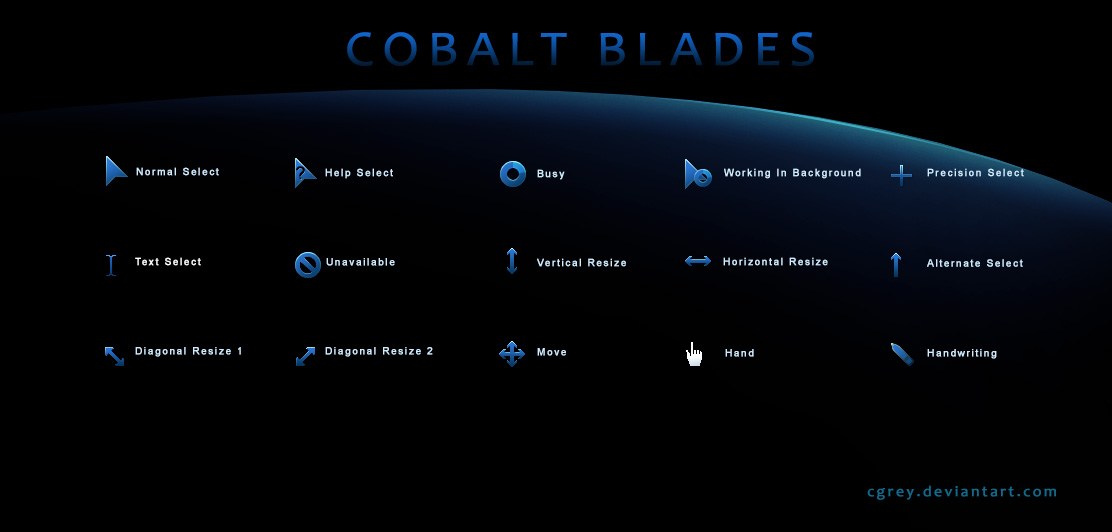 COBALT BLADES
Normal Select
Help Select
Busy
Working In Background
Precision Select
Text Select
Unavailable
Vertical Resize
Horizontal Resize
Alternate Select
Diagonal Resize 1
Diagonal Resize 2
Move
Hand
Handwriting
cgrey.deviantart.com